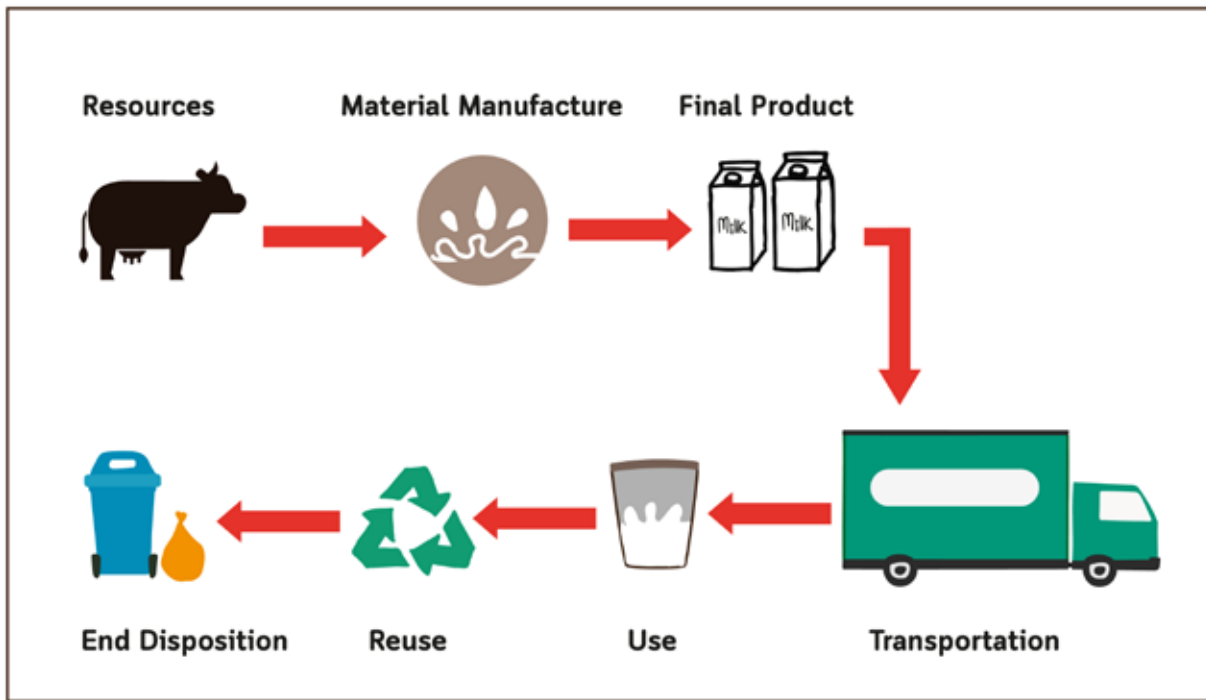 Resources
Material Manufacture
Final Product
Milk
Milk
End Disposition
Reuse
Use
Transportation